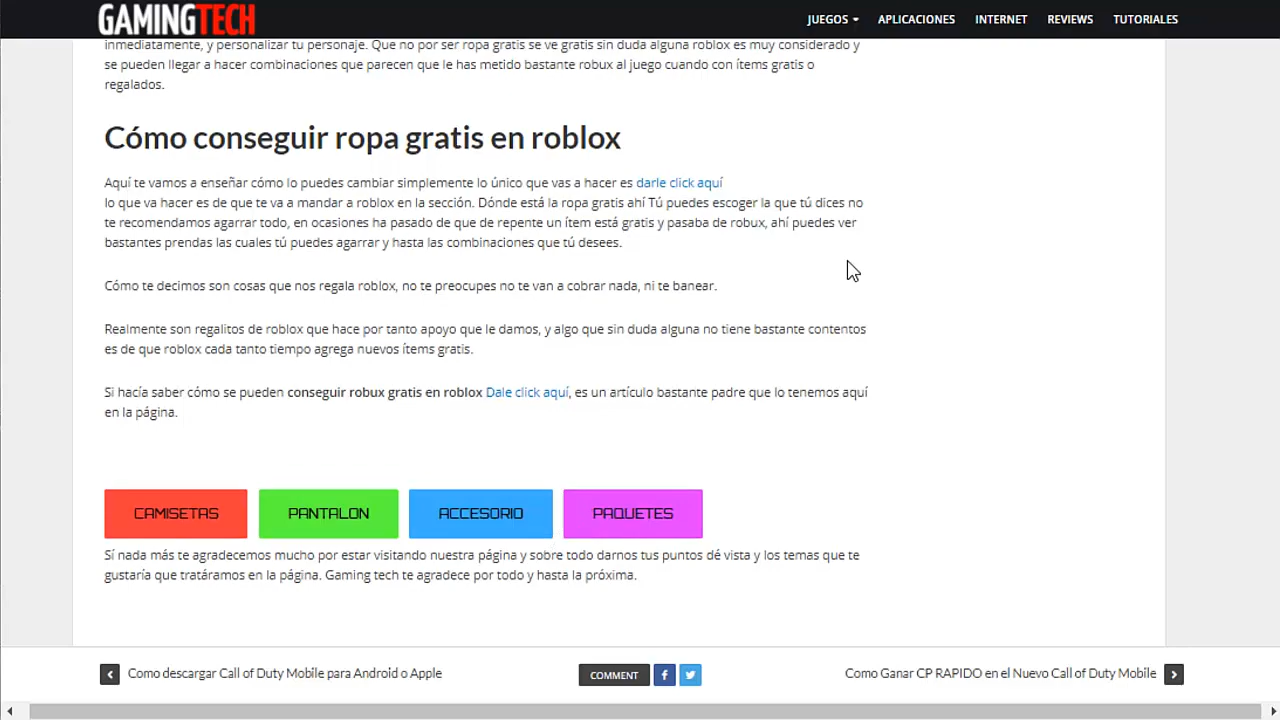 GAMINGTECH
JUEGOS APLICACIONES INTERNET REVIEWS TUTORIALES
inmediatamente, y personalizar tu personaje. Que no por ser ropa gratis se ve gratis sin duda alguna roblox es muy considerado y
se pueden llegar a hacer combinaciones que parecen que le has metido bastante robux al juego cuando con ítems gratis o
regalados.
Cómo conseguir ropa gratis en roblox
Aquí te vamos a enseñar cómo lo puedes cambiar simplemente lo único que vas a hacer es darle click aquí
lo que va hacer es de que te va a mandar a roblox en la sección. Dónde está la ropa gratis ahí Tú puedes escoger la que tú dices no
te recomendamos agarrar todo, en ocasiones ha pasado de que de repente un ítem está gratis y pasaba de robux, ahí puedes ver
bastantes prendas las cuales tú puedes agarrar y hasta las combinaciones que tú desees.
Cómo te decimos son cosas que nos regala roblox, no te preocupes no te van a cobrar nada, ni te banear.
Realmente son regalitos de roblox que hace por tanto apoyo que le damos, y algo que sin duda alguna no tiene bastante contentos
es de que roblox cada tanto tiempo agrega nuevos ítems gratis.
Si hacía saber cómo se pueden conseguir robux gratis en roblox Dale click aquí, es un artículo bastante padre que lo tenemos aquí
en la página.
CAMISETAS PANTALON ACCESORIO PAQUETES
Sí nada más te agradecemos mucho por estar visitando nuestra página y sobre todo darnos tus puntos dé vista y los temas que te
gustaría que tratáramos en la página. Gaming tech te agradece por todo y hasta la próxima.
Como descargar Call of Duty Mobile para Android o Apple COMMENT Como Ganar CP RAPIDO en el Nuevo Call of Duty Mobile